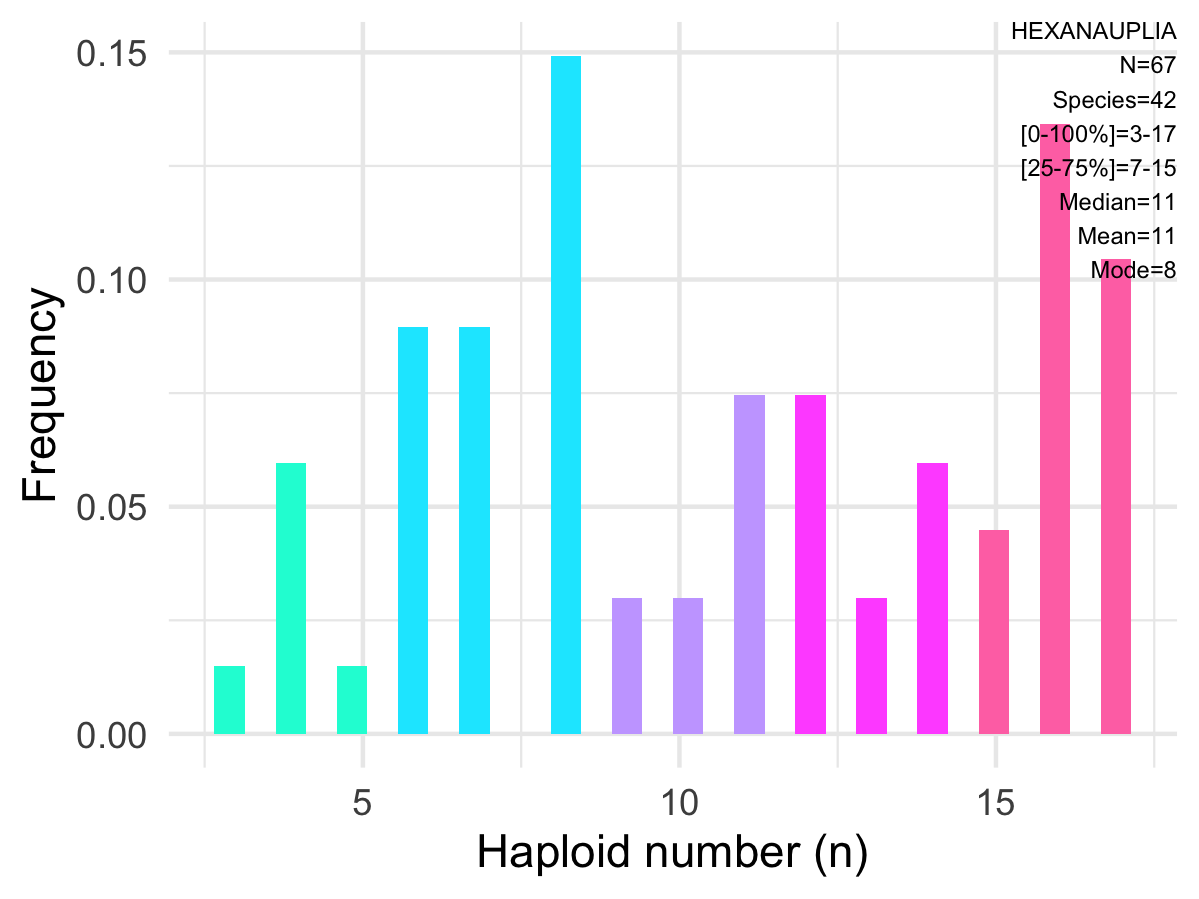 HEXANAUPLIA
N=67
Species=42
[0-100%]=3-17
[25-75%]=7-15
Median=11
Mean=11
Mode=8
0.15
0.10
0.05
0.00
Frequency
5 10 15
Haploid number (n)